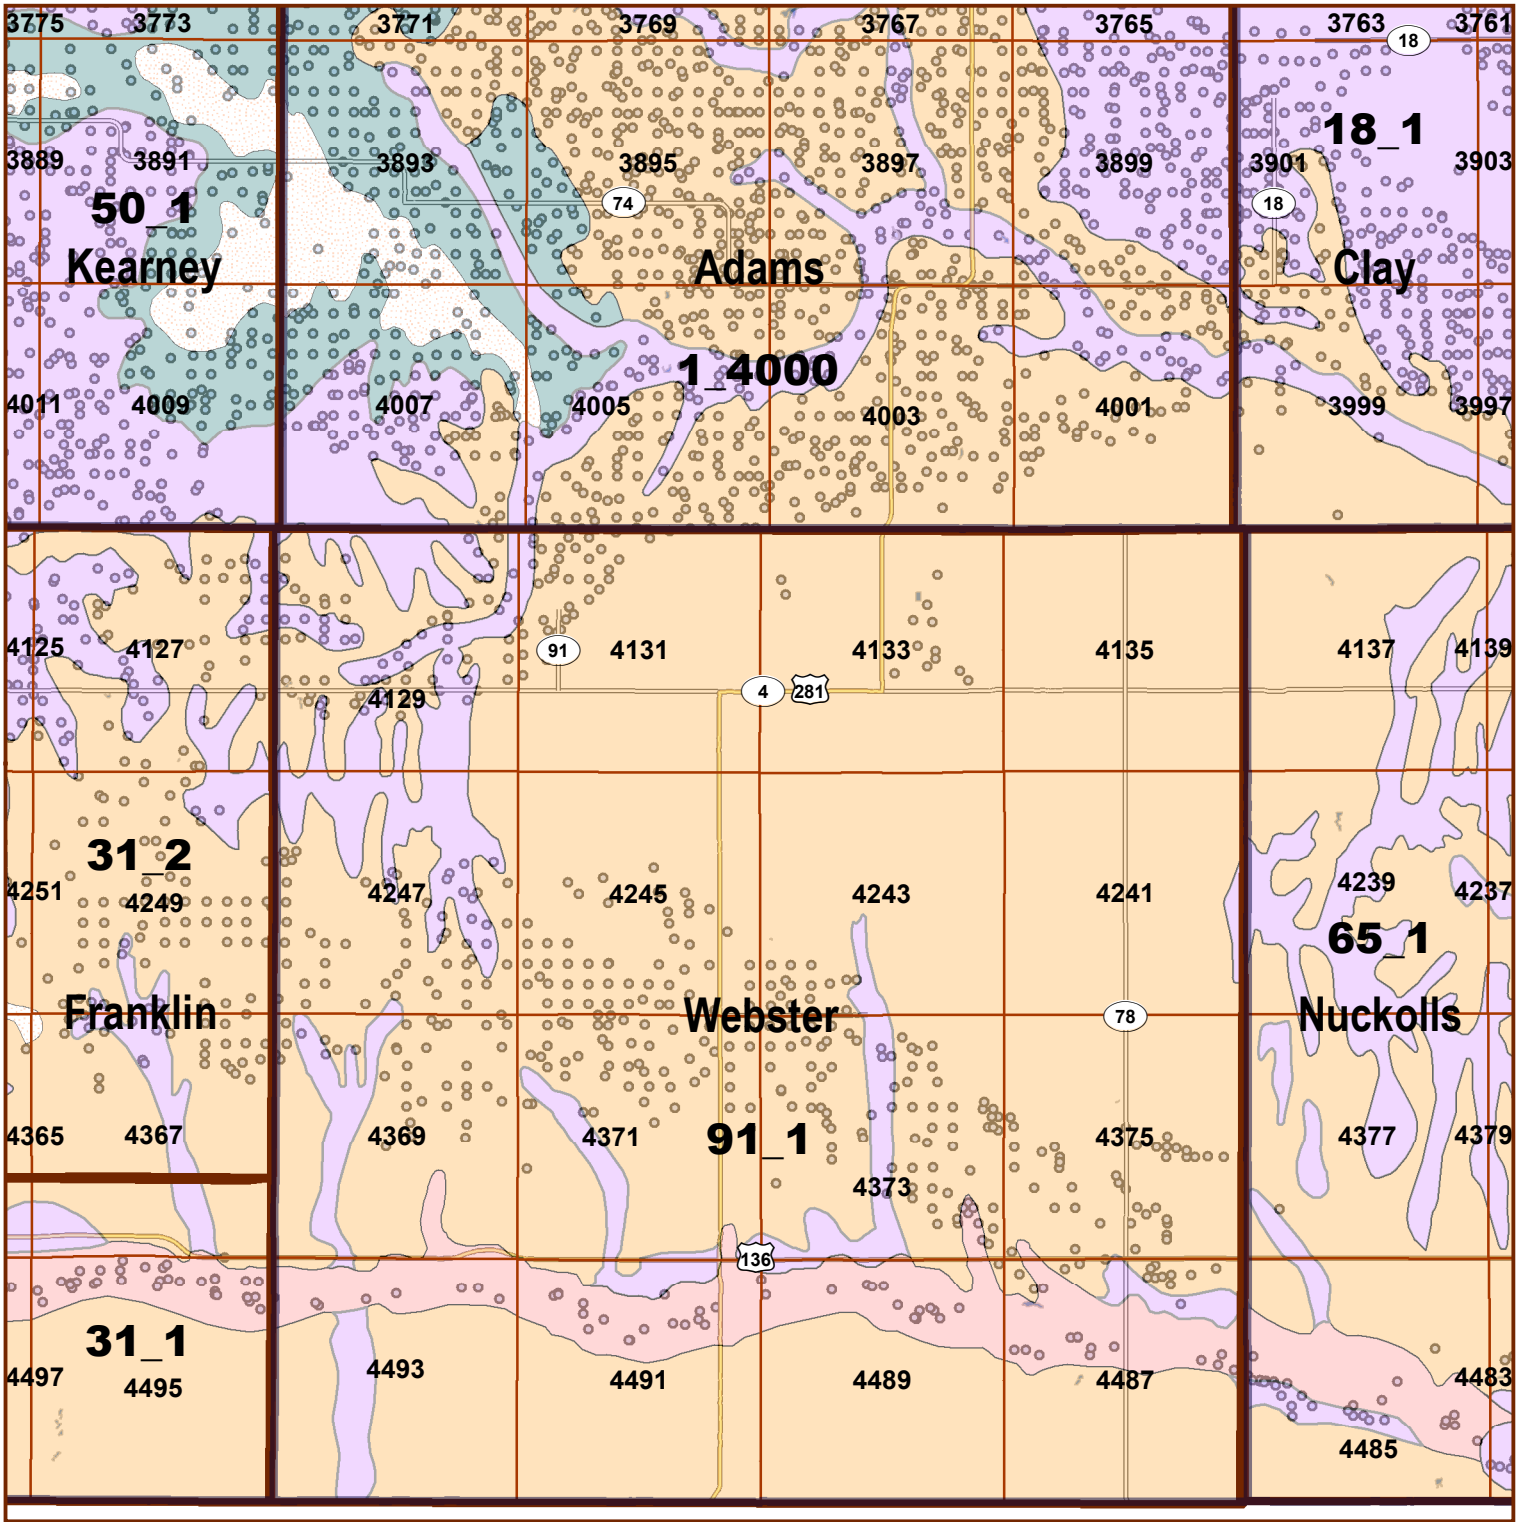 3775 3773 3771 3769 3767 3765 3763 3761
18
18_1
3889 3891 3893 3895 3897 3899 3901 3903
50_1 74 18
Kearney Adams Clay
1_4000
4011 4009 4007 4005 4003 4001 3999 3997
4125 4127 91 4131 4133 4135 4137 4139
4129 4 281
31_2
4251 4249 4247 4245 4243 4241 4239 4237
65_1
Franklin Webster 78 Nuckolls
4365 4367 4369 4371 91_1 4375 4377 4379
4373
136
31_1
4497 4495 4493 4491 4489 4487 4483
4485